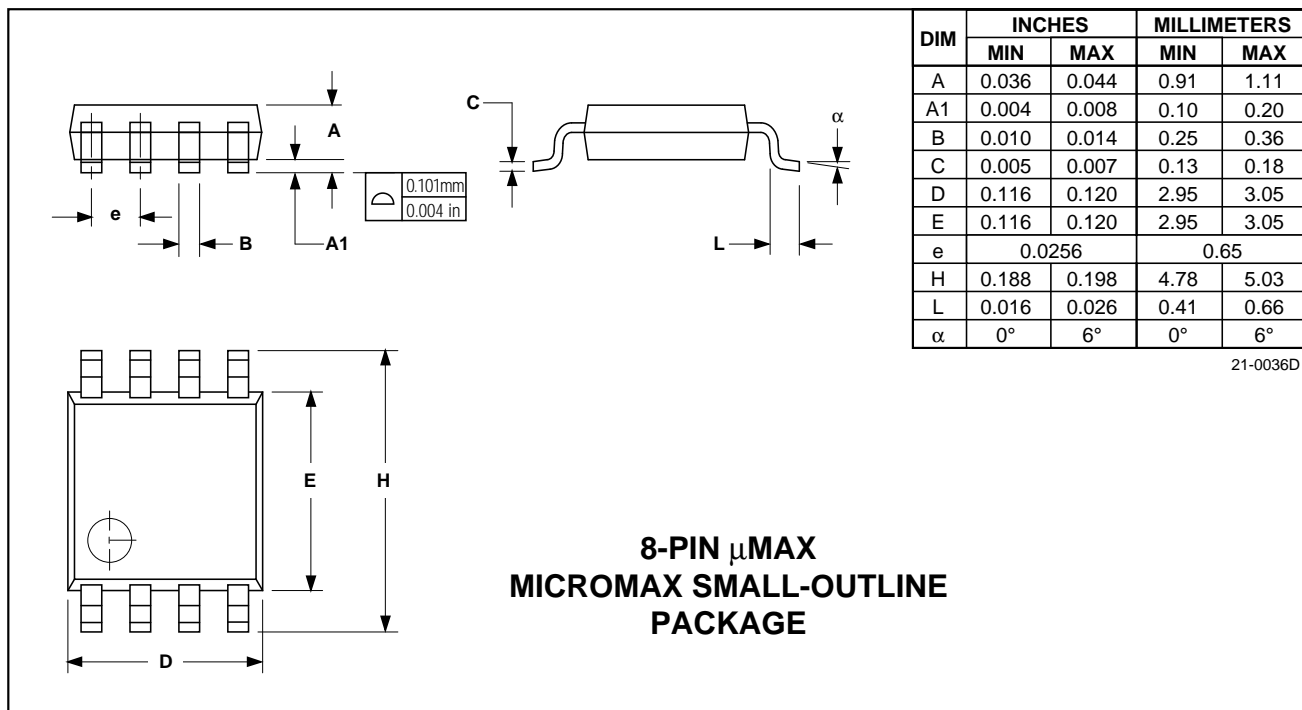 DIM INCHES MILLIMETERS
MIN MAX MIN MAX
A 0.036 0.044 0.91 1.11
A1 0.004 0.008 0.10 0.20
B 0.010 0.014 0.25 0.36
C 0.005 0.007 0.13 0.18
D 0.116 0.120 2.95 3.05
E 0.116 0.120 2.95 3.05
e 0.0256 0.65
H 0.188 0.198 4.78 5.03
L 0.016 0.026 0.41 0.66
α 0° 6° 0° 6°
21-0036D
A
C
α
0.101mm
0.004 in
e
B
A1
L
E
H
D
8-PIN µMAX
MICROMAX SMALL-OUTLINE
PACKAGE